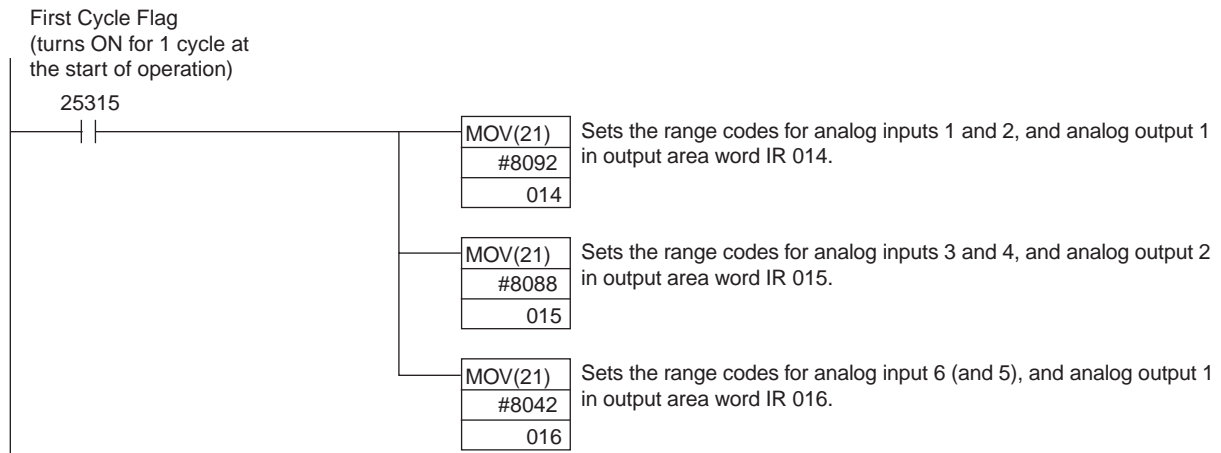 First Cycle Flag
(turns ON for 1 cycle at
the start of operation)
25315
MOV(21)
#8092
014
Sets the range codes for analog inputs 1 and 2, and analog output 1
in output area word IR 014.
MOV(21)
#8088
015
Sets the range codes for analog inputs 3 and 4, and analog output 2
in output area word IR 015.
MOV(21)
#8042
016
Sets the range codes for analog input 6 (and 5), and analog output 1
in output area word IR 016.